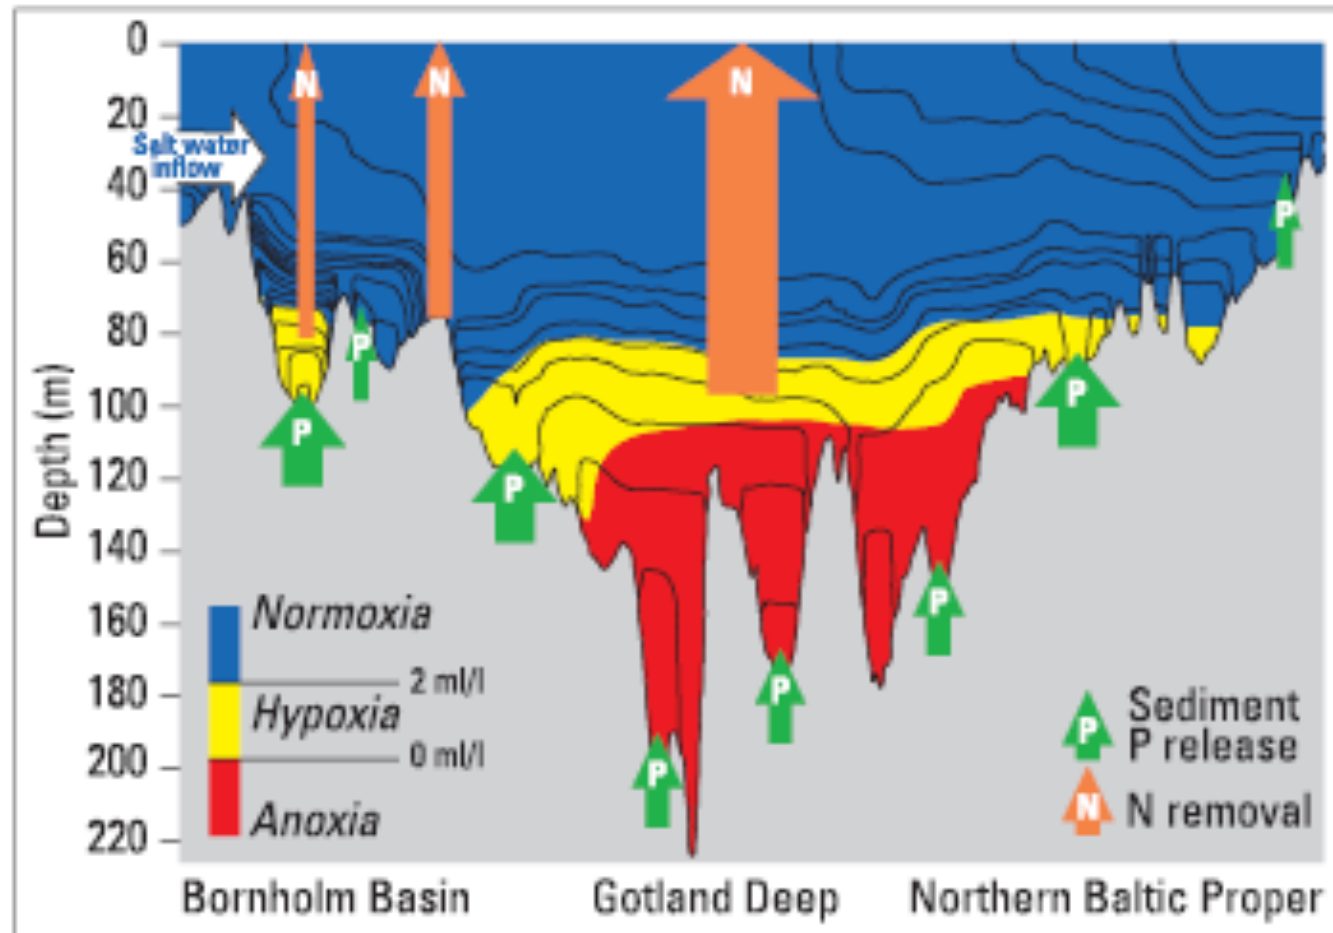 0
20
40
60
80
100
120
140
160
180
200
220
Depth (m)
Salt water
inflow
N
N
N
P
P
P
P
P
P
P
P
Normoxia
2 ml/l
Hypoxia
0 ml/l
Anoxia
P
Sediment
P release
N
N removal
Bornholm Basin
Gotland Deep
Northern Baltic Proper